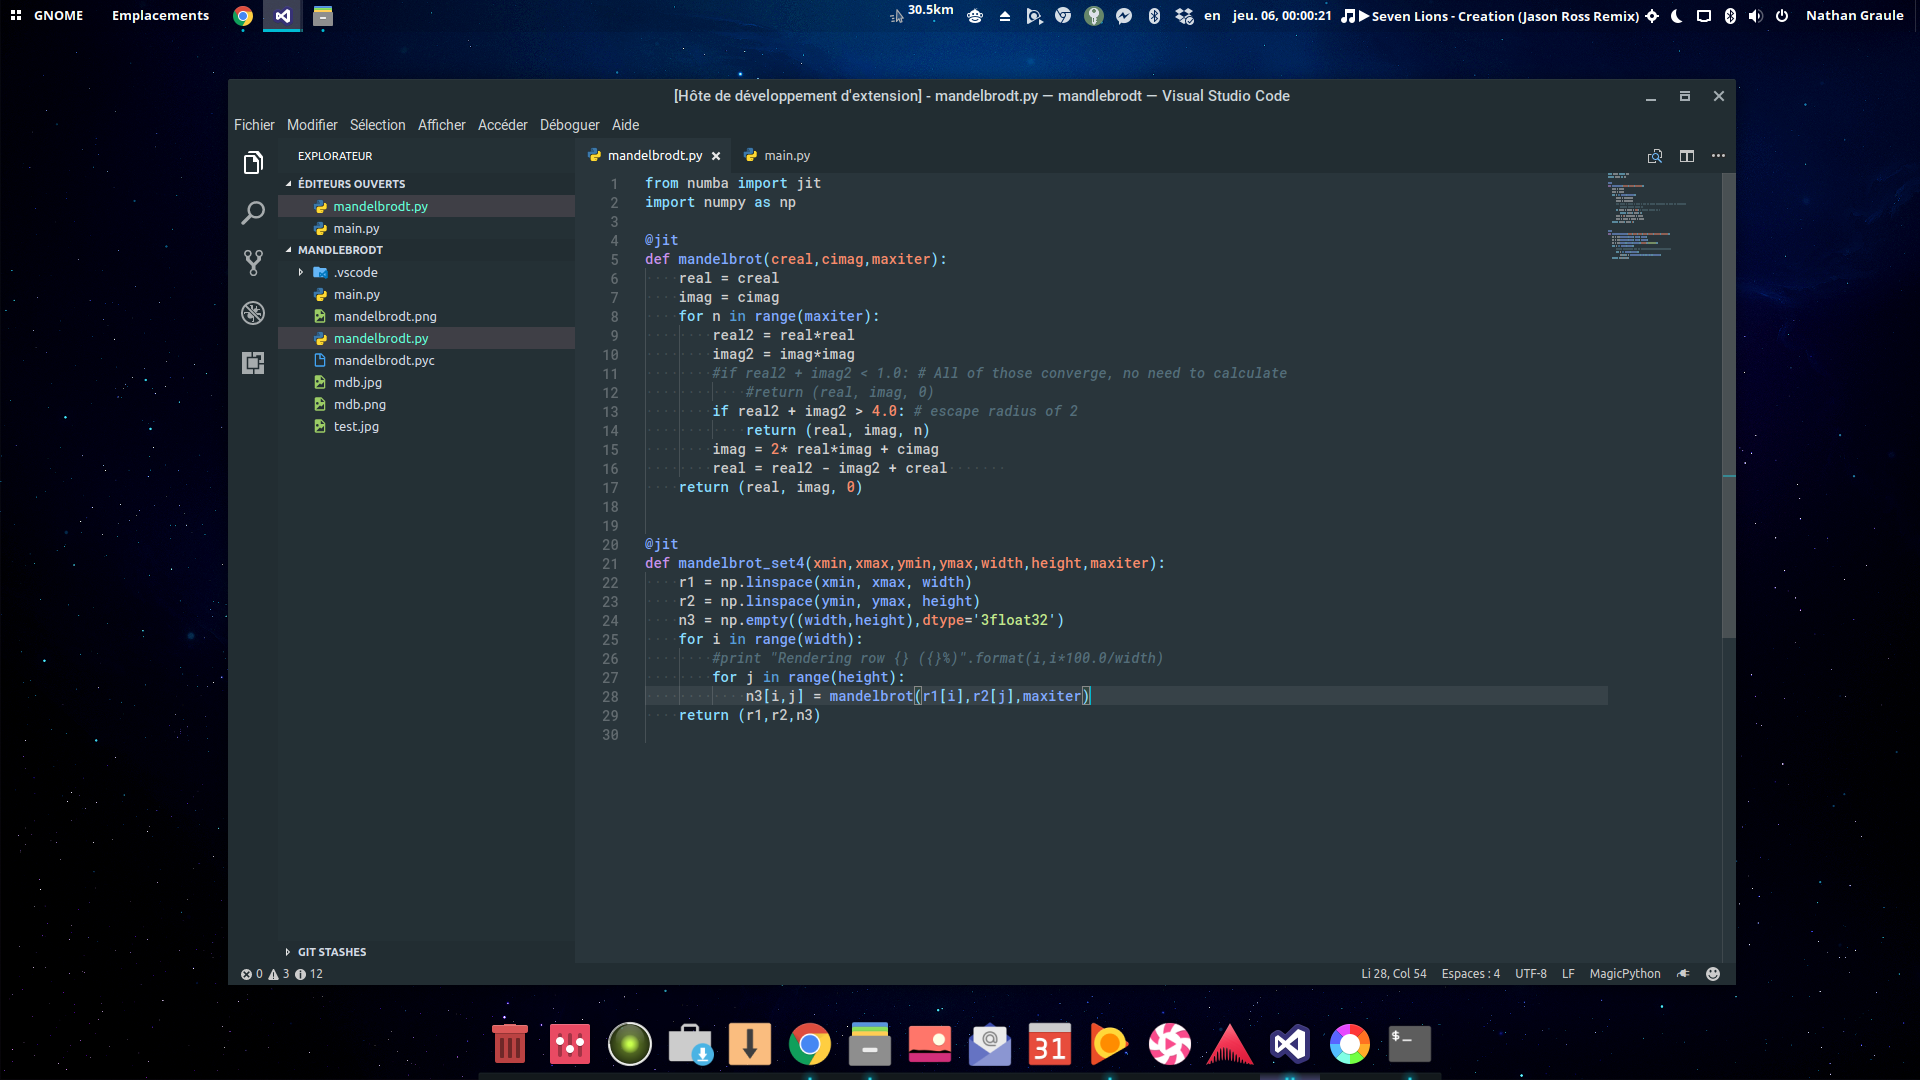 GNOME Emplacements 30.5km en jeu. 06, 00:00:21 Seven Lions - Creation (Jason Ross Remix) Nathan Graule
[Hôte de développement d'extension] - mandelbrodt.py — mandlebrodt — Visual Studio Code
Fichier Modifier Sélection Afficher Accéder Déboguer Aide
EXPLORATEUR
ÉDITEURS OUVERTS
mandelbrodt.py
main.py
MANDLEBRODT
.vscode
main.py
mandelbrodt.png
mandelbrodt.py
mandelbrodt.pyc
mdb.jpg
mdb.png
test.jpg
GIT STASHES
mandelbrodt.py main.py
1 from numba import jit
2 import numpy as np
3
4 @jit
5 def mandelbrot(creal,cimag,maxiter):
6     real = creal
7     imag = cimag
8     for n in range(maxiter):
9         real2 = real*real
10         imag2 = imag*imag
11         #if real2 + imag2 < 1.0: # All of those converge, no need to calculate
12             #return (real, imag, 0)
13         if real2 + imag2 > 4.0: # escape radius of 2
14             return (real, imag, n)
15         imag = 2* real*imag + cimag
16         real = real2 - imag2 + creal
17     return (real, imag, 0)
18
19
20 @jit
21 def mandelbrot_set4(xmin,xmax,ymin,ymax,width,height,maxiter):
22     r1 = np.linspace(xmin, xmax, width)
23     r2 = np.linspace(ymin, ymax, height)
24     n3 = np.empty((width,height),dtype='3float32')
25     for i in range(width):
26         #print "Rendering row {} ({}%)".format(i,i*100.0/width)
27         for j in range(height):
28             n3[i,j] = mandelbrot(r1[i],r2[j],maxiter)
29     return (r1,r2,n3)
30
0 3 12 Li 28, Col 54 Espaces : 4 UTF-8 LF MagicPython
@ 31 $_